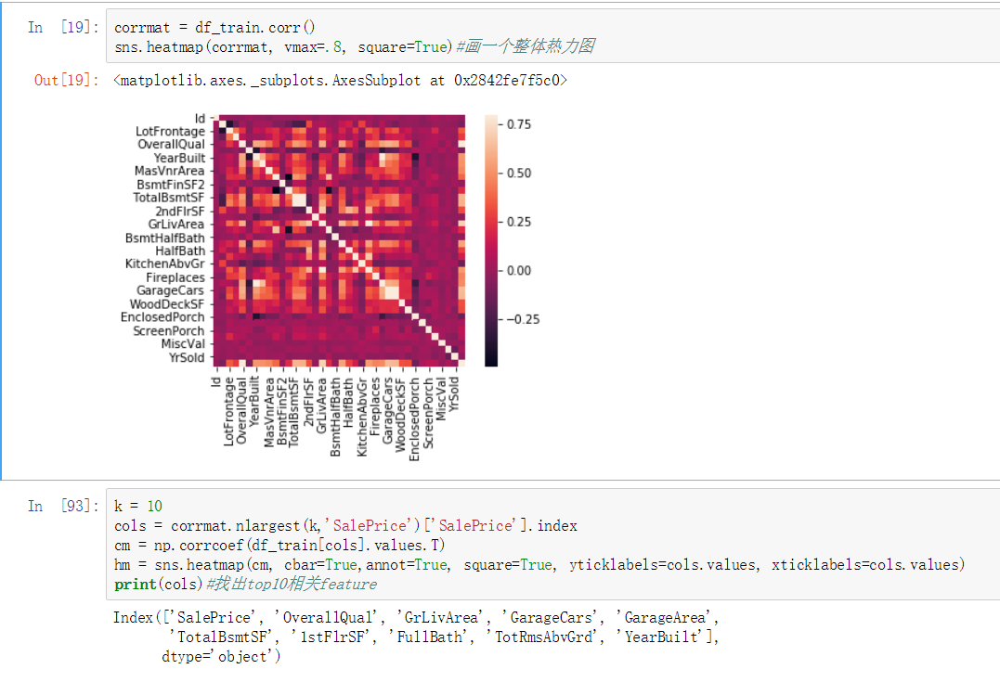 In [19]:
corrmat = df_train.corr()
sns.heatmap(corrmat, vmax=.8, square=True)#画一个整体热力图
Out[19]: <matplotlib.axes._subplots.AxesSubplot at 0x2842fe7f5c0>
Id
LotFrontage
OverallQual
YearBuilt
MasVnrArea
BsmtFinSF2
TotalBsmtSF
2ndFlrSF
GrLivArea
BsmtHalfBath
HalfBath
KitchenAbvGr
Fireplaces
GarageCars
WoodDeckSF
EnclosedPorch
ScreenPorch
MiscVal
YrSold
0.75
0.50
0.25
0.00
−0.25
Id
LotFrontage
OverallQual
YearBuilt
MasVnrArea
BsmtFinSF2
TotalBsmtSF
2ndFlrSF
GrLivArea
BsmtHalfBath
HalfBath
KitchenAbvGr
Fireplaces
GarageCars
WoodDeckSF
EnclosedPorch
ScreenPorch
MiscVal
YrSold
In [93]:
k = 10
cols = corrmat.nlargest(k,'SalePrice')['SalePrice'].index
cm = np.corrcoef(df_train[cols].values.T)
hm = sns.heatmap(cm, cbar=True,annot=True, square=True, yticklabels=cols.values, xticklabels=cols.values)
print(cols)#找出top10相关feature
Index(['SalePrice', 'OverallQual', 'GrLivArea', 'GarageCars', 'GarageArea',
'TotalBsmtSF', '1stFlrSF', 'FullBath', 'TotRmsAbvGrd', 'YearBuilt'],
dtype='object')